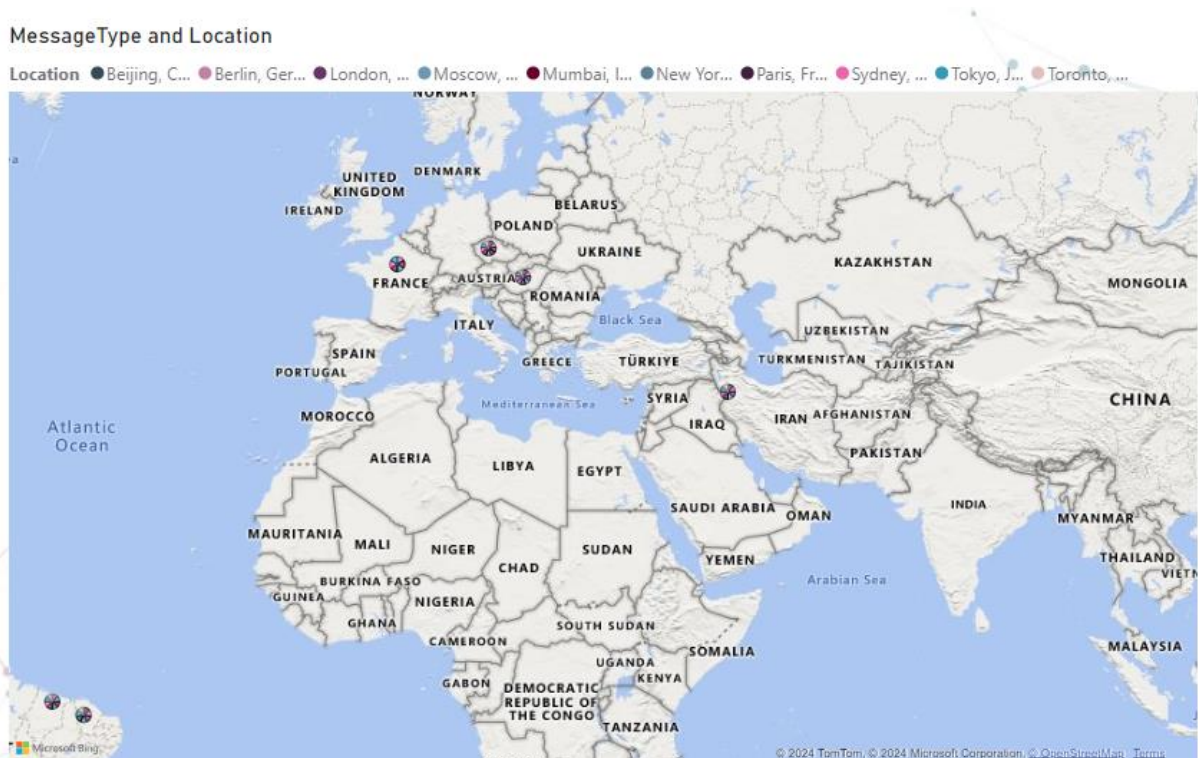 MessageType and Location
Location Beijing, C... Berlin, Ger... London, ... Moscow, ... Mumbai, I... New Yor... Paris, Fr... Sydney, ... Tokyo, J... Toronto, ...
NORWAY
a
DENMARK
UNITED
KINGDOM
IRELAND
BELARUS
POLAND
UKRAINE
KAZAKHSTAN
FRANCE
AUSTRIA
MONGOLIA
ROMANIA
Black Sea
ITALY
UZBEKISTAN
SPAIN
GREECE
TÜRKIYE
TURKMENISTAN
TAJIKISTAN
PORTUGAL
SYRIA
CHINA
Mediterranean Sea
MOROCCO
IRAN
AFGHANISTAN
IRAQ
Atlantic
Ocean
PAKISTAN
ALGERIA
LIBYA
EGYPT
SAUDI ARABIA
OMAN
INDIA
MYANMAR
MAURITANIA
MALI
NIGER
SUDAN
YEMEN
THAILAND
CHAD
VIETN
BURKINA FASO
Arabian Sea
GUINEA
NIGERIA
GHANA
SOUTH SUDAN
CAMEROON
SOMALIA
MALAYSIA
UGANDA
KENYA
GABON
DEMOCRATIC
REPUBLIC OF
THE CONGO
TANZANIA
Microsoft Bing
© 2024 TomTom, © 2024 Microsoft Corporation, © OpenStreetMap Terms